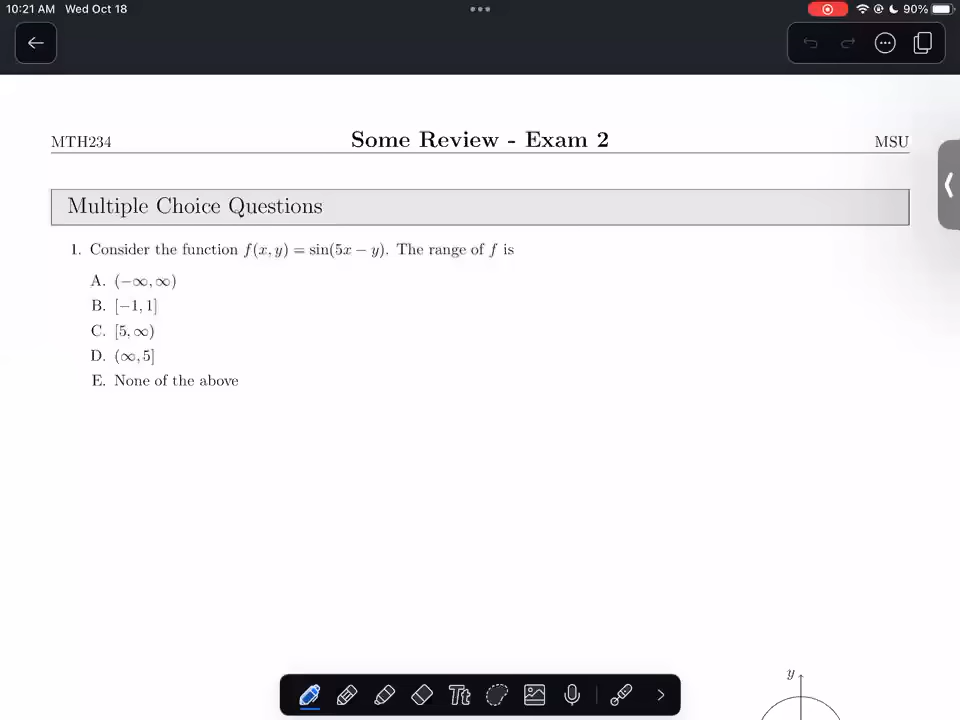 10:21 AM Wed Oct 18 90%
MTH234 Some Review - Exam 2 MSU
Multiple Choice Questions
1. Consider the function f(x, y) = sin(5x − y). The range of f is
A. (−∞, ∞)
B. [−1, 1]
C. [5, ∞)
D. (∞, 5]
E. None of the above
y
Tt